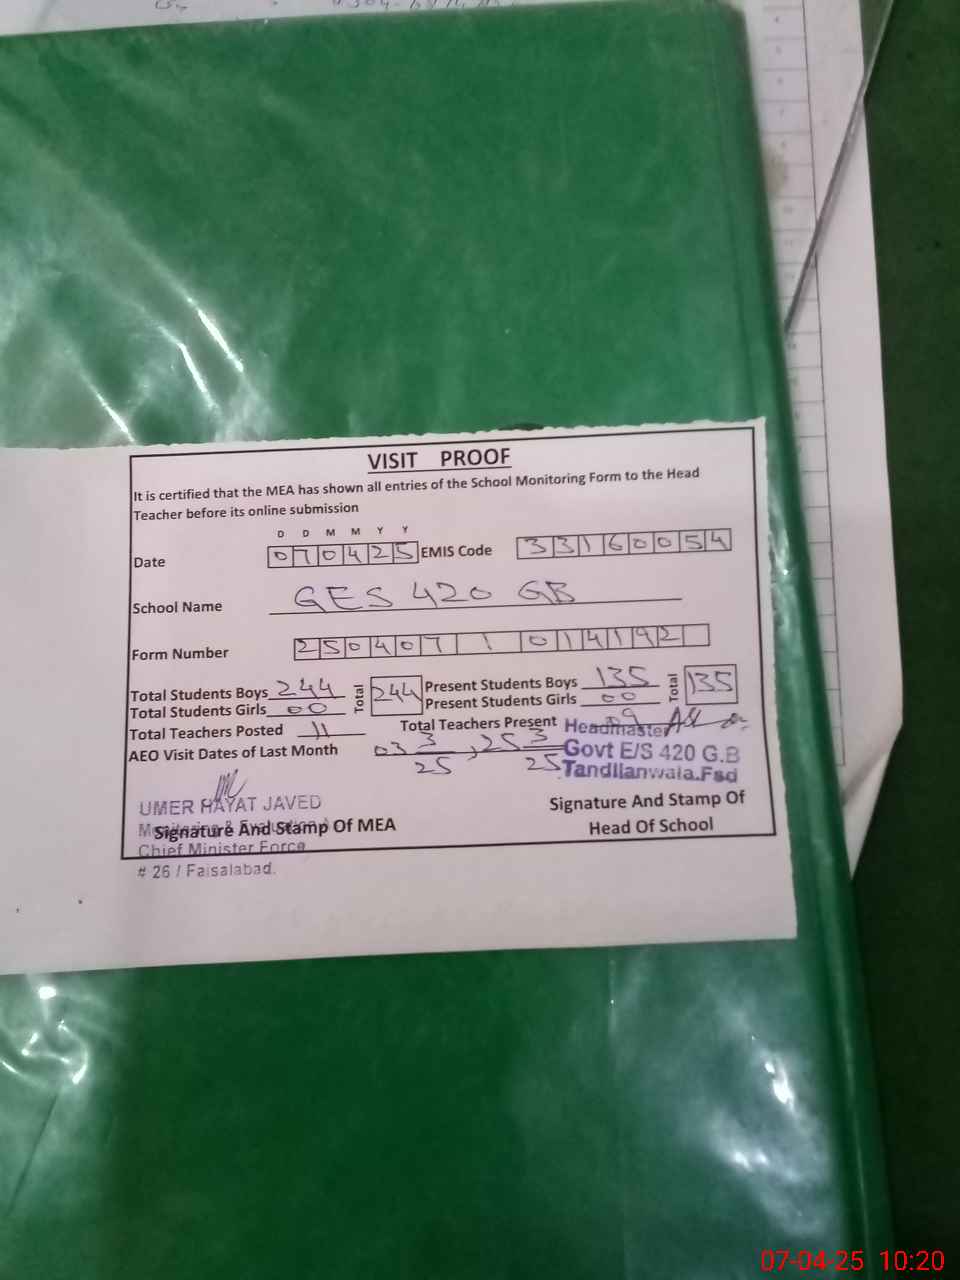 VISIT PROOF
It is certified that the MEA has shown all entries of the School Monitoring Form to the Head
Teacher before its online submission
D D M M Y Y
Date 070425 EMIS Code 33160054
School Name GES 420 GB
Form Number 250407 1 014192
Total Students Boys 244 Total 244 Present Students Boys 135 Total 135
Total Students Girls 00 Present Students Girls 00
Total Teachers Posted 11 Total Teachers Present 09
AEO Visit Dates of Last Month 03 3/25, 25 3/25
Headmaster
Govt E/S 420 G.B
Tandlianwala.Fsd
UMER HAYAT JAVED
Monitoring & Evaluation A
Signature And Stamp Of MEA
Chief Minister Force
# 26 / Faisalabad.
Signature And Stamp Of
Head Of School
07-04-25 10:20